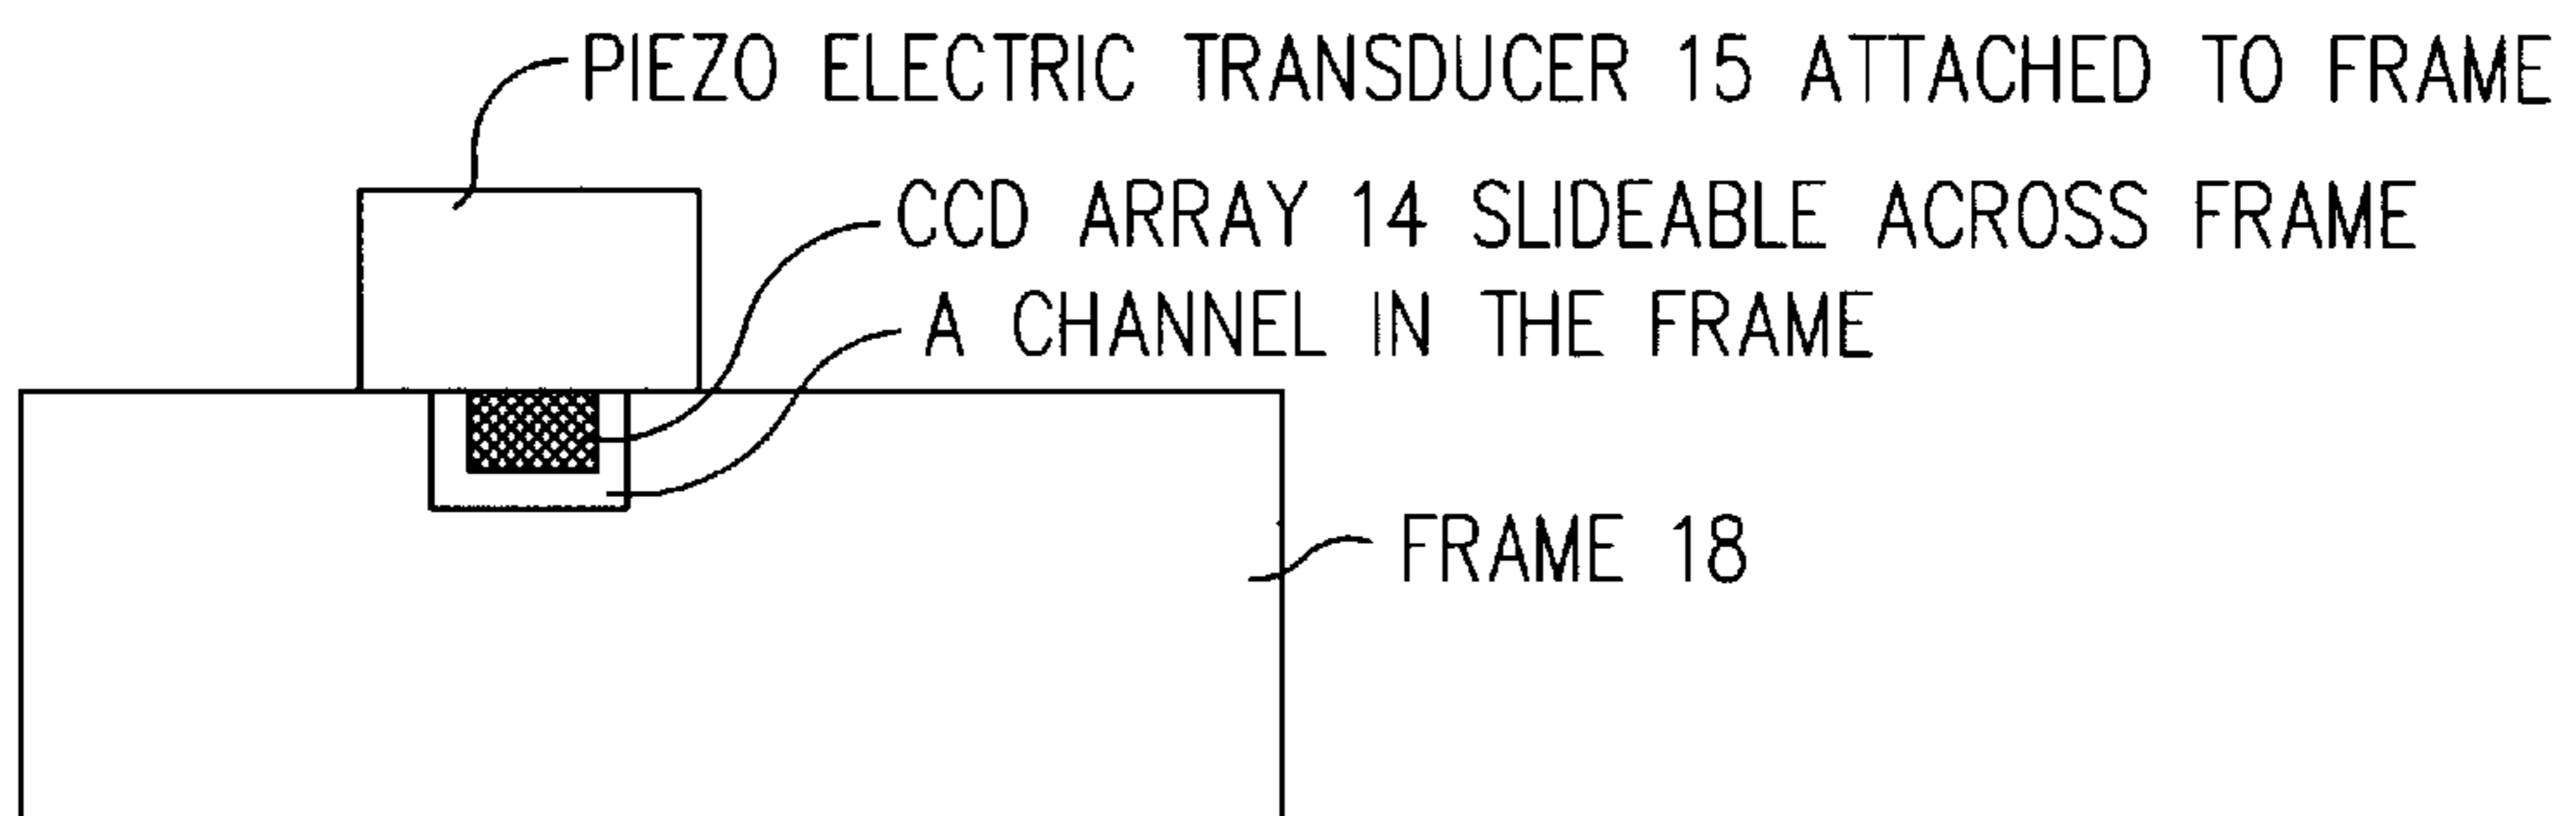 PIEZO ELECTRIC TRANSDUCER 15 ATTACHED TO FRAME
CCD ARRAY 14 SLIDEABLE ACROSS FRAME
A CHANNEL IN THE FRAME
FRAME 18